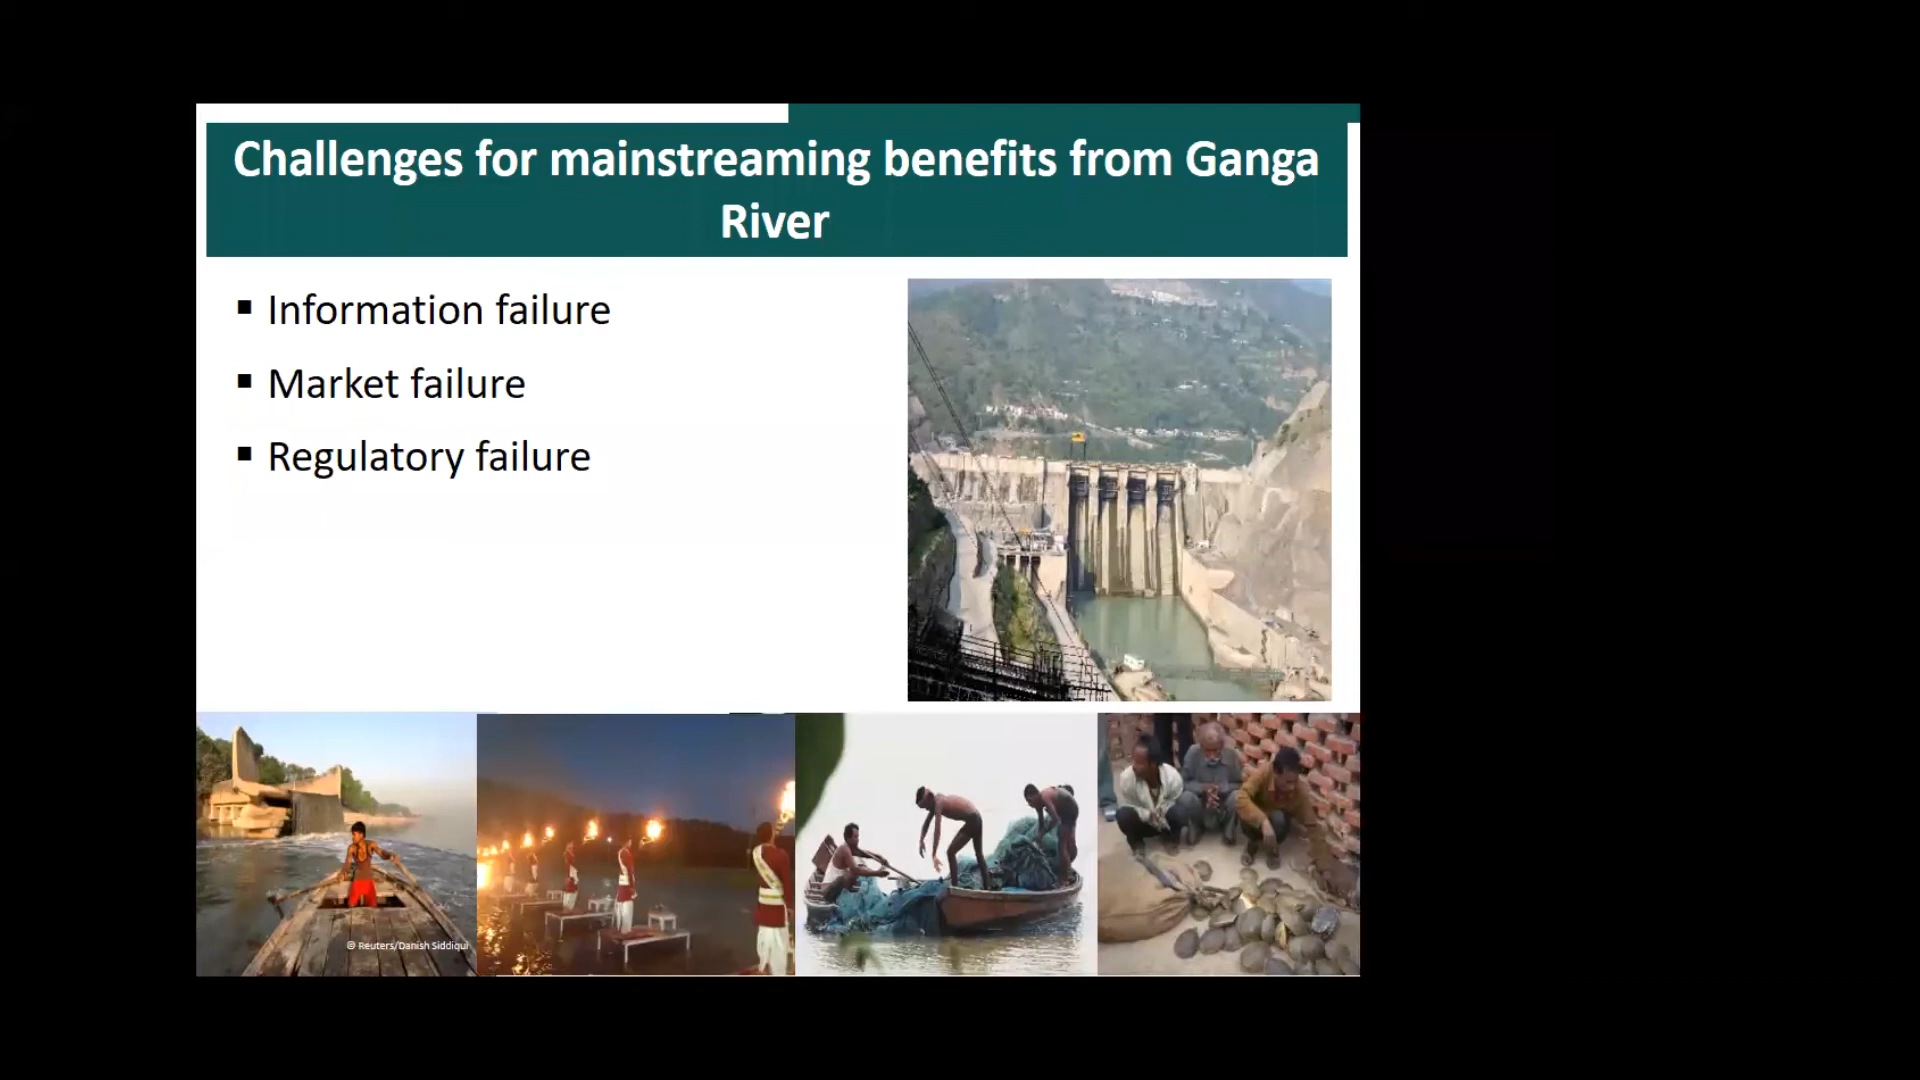 Challenges for mainstreaming benefits from Ganga
River
▪ Information failure
▪ Market failure
▪ Regulatory failure
© Reuters/Danish Siddiqui